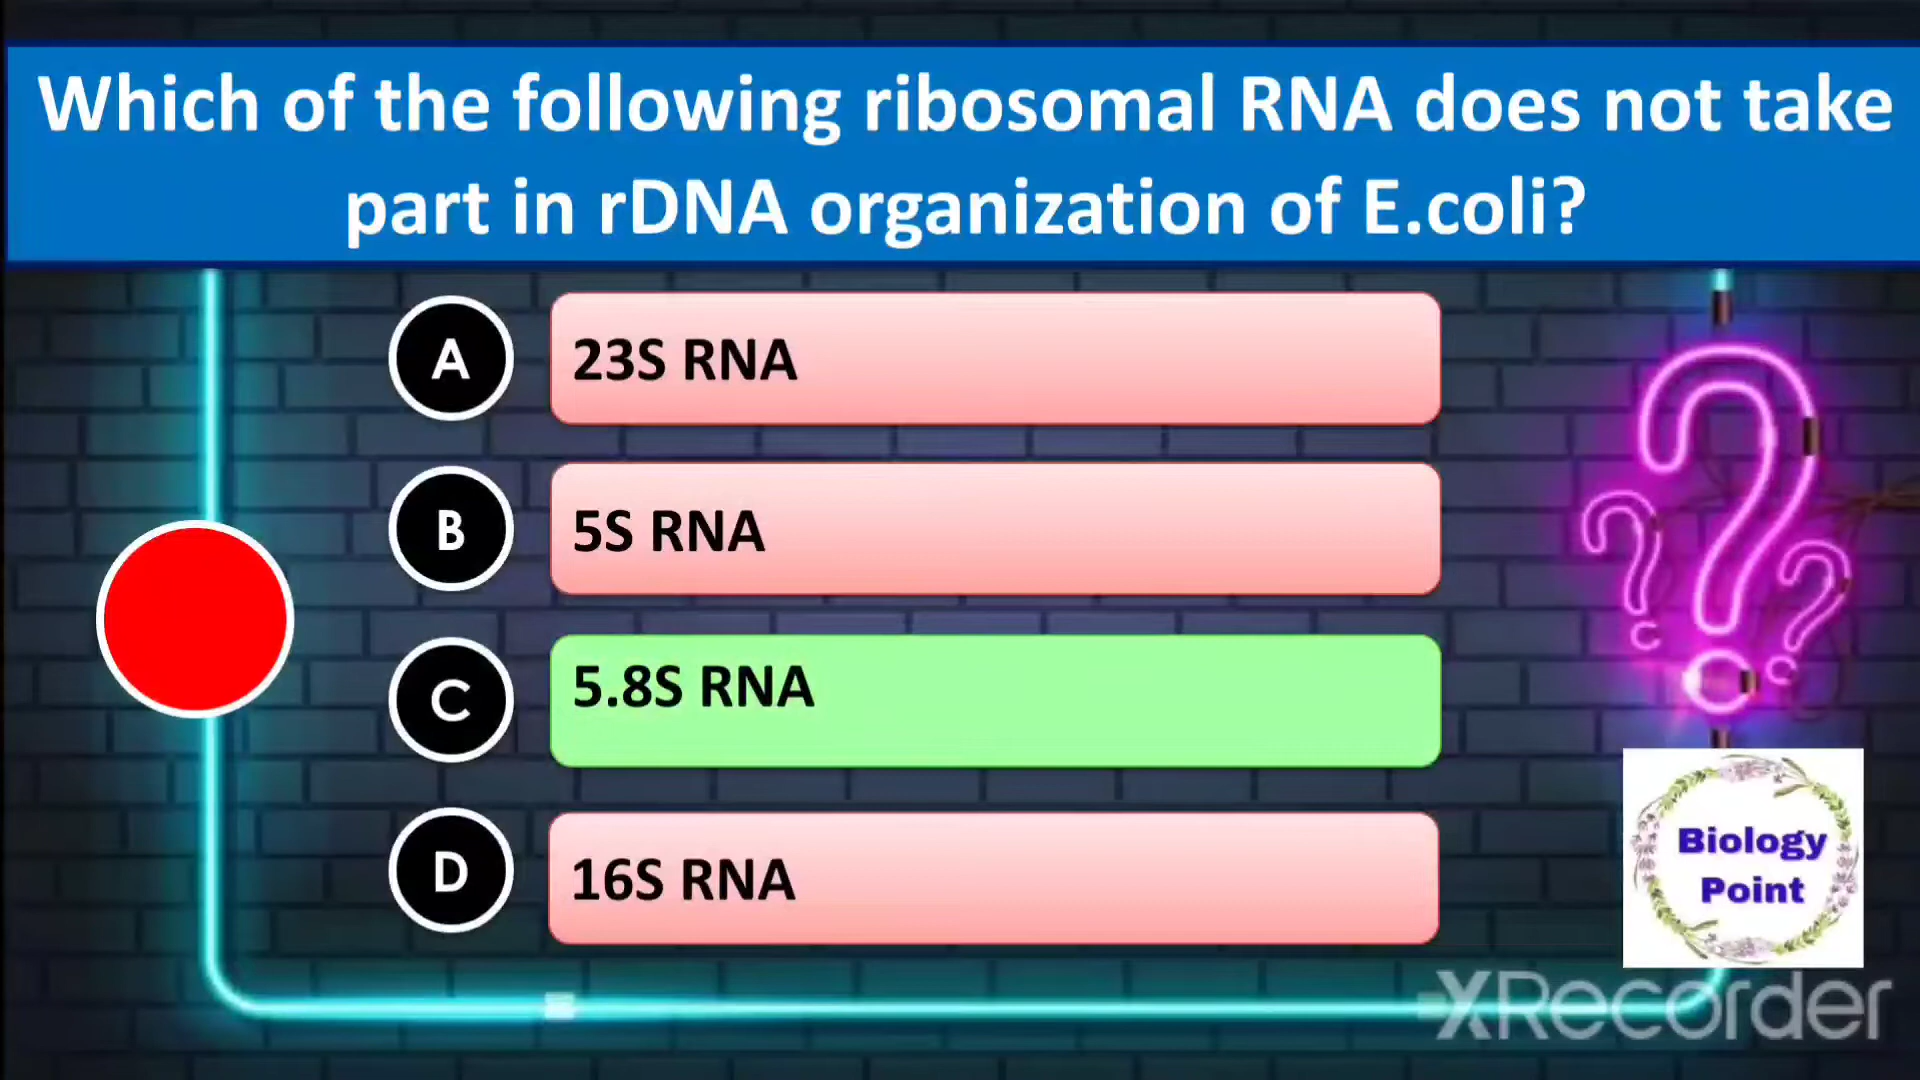 Which of the following ribosomal RNA does not take
part in rDNA organization of E.coli?
A 23S RNA
B 5S RNA
C 5.8S RNA
D 16S RNA
Biology
Point
XRecorder